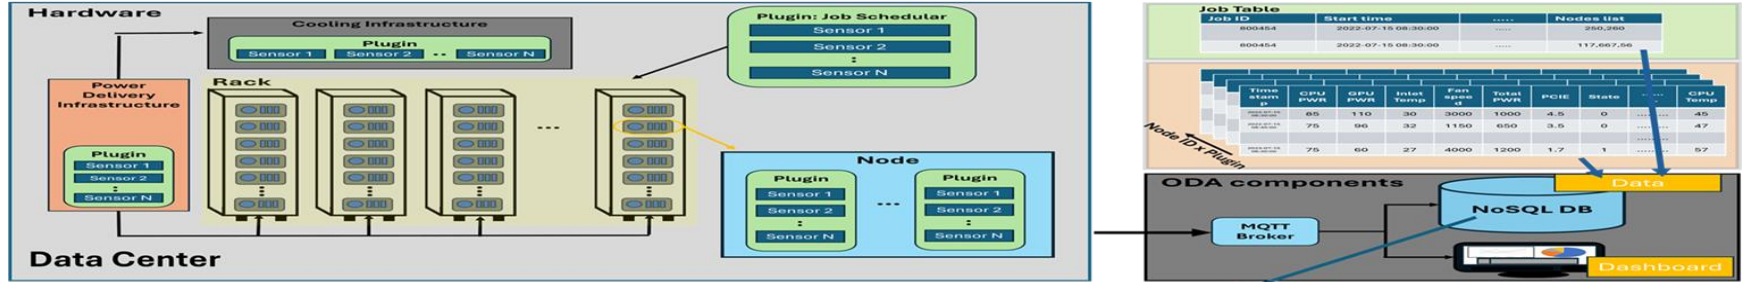 Hardware
Cooling Infrastructure
Plugin
Sensor 1 Sensor 2 .. Sensor N
Plugin: Job Schedular
Sensor 1
Sensor 2
:
Sensor N
Power
Delivery
Infrastructure
Plugin
Sensor 1
Sensor 2
:
Sensor N
Rack
...
Node
Plugin
Sensor 1
Sensor 2
:
Sensor N
...
Plugin
Sensor 1
Sensor 2
:
Sensor N
Data Center
Job Table
Job ID Start time ..... Nodes list
800454 2022-07-15 08:30:00 ..... 250,260
800454 2022-07-15 08:30:00 ..... 117,667,56
Time stam p CPU PWR GPU PWR Inlet Temp Fan spee d Total PWR PCIE State CPU Temp
85 110 30 3000 1000 4.5 0 ......... 45
75 96 32 1150 650 3.5 0 ......... 47
75 60 27 4000 1200 1.7 1 ......... 57
Node ID x Plugin
ODA components
Data
NoSQL DB
MQTT
Broker
Dashboard